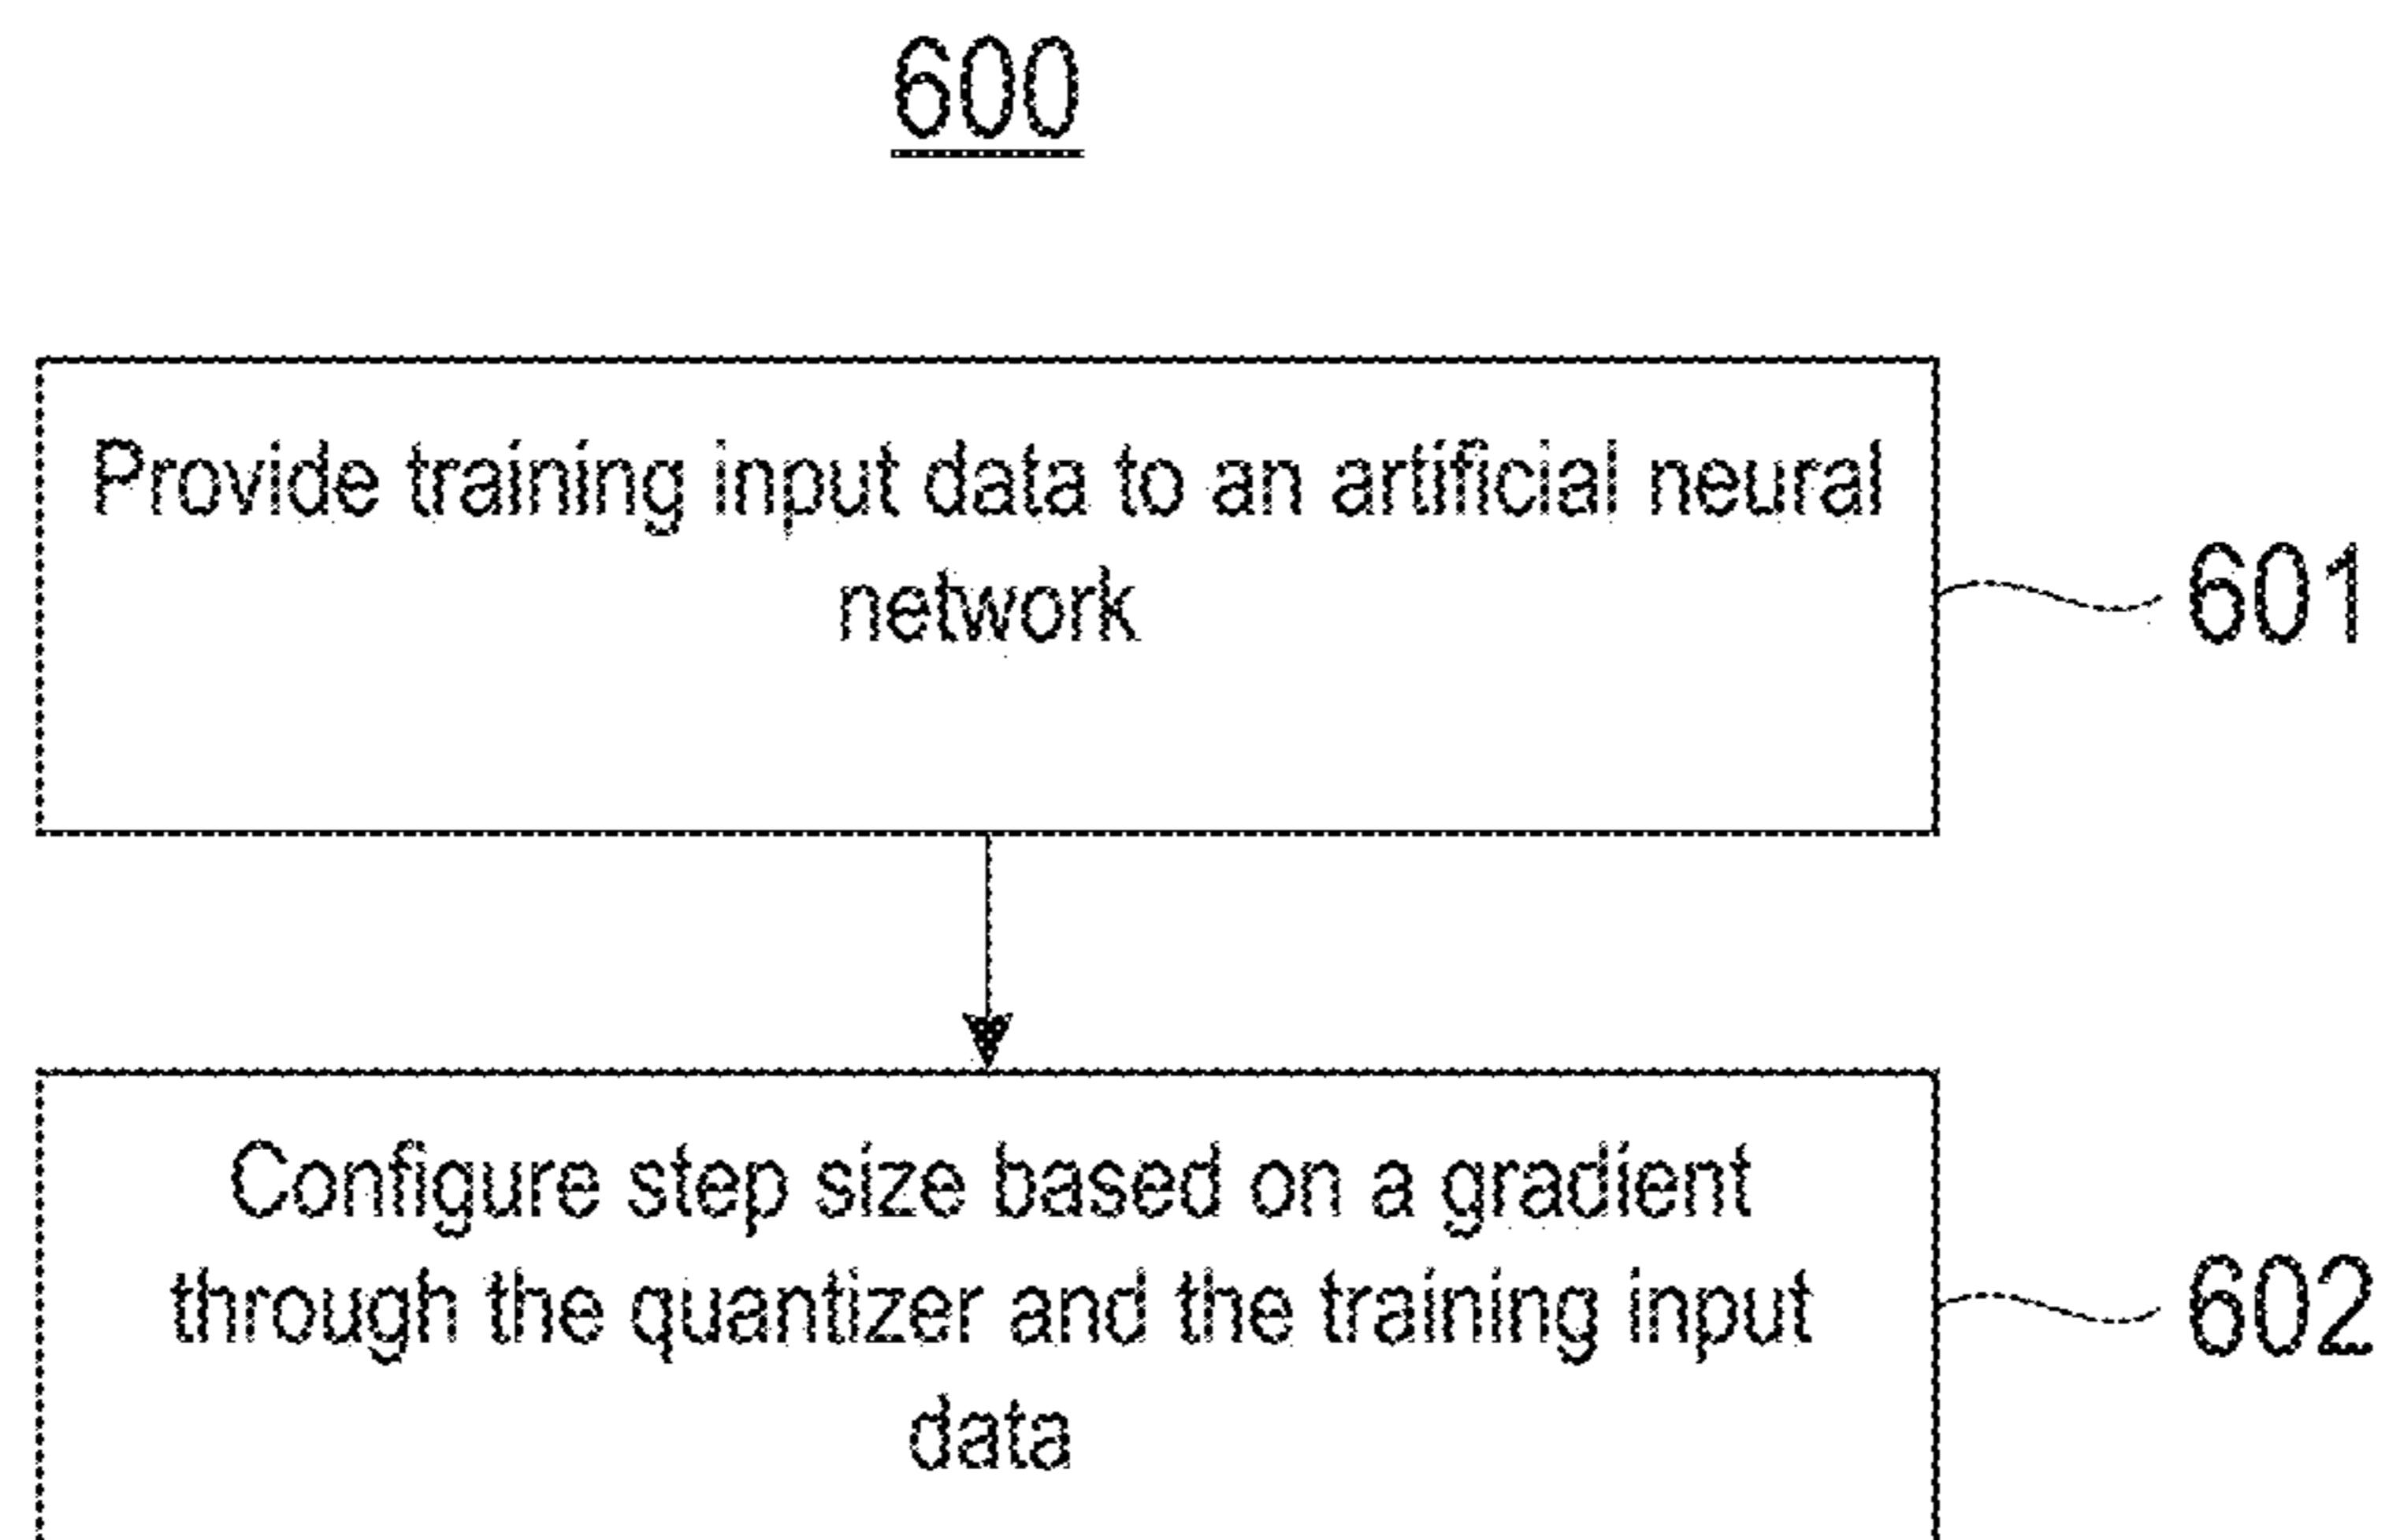 600
Provide training input data to an artificial neural
network
601
Configure step size based on a gradient
through the quantizer and the training input
data
602